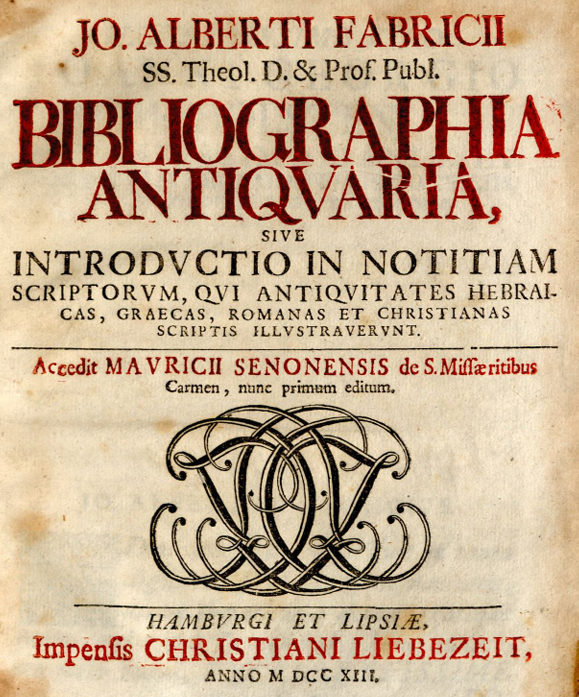 JO. ALBERTI FABRICII
SS. Theol. D. & Prof. Publ.
BIBLIOGRAPHIA
ANTIQVARIA,
SIVE
INTRODVCTIO IN NOTITIAM
SCRIPTORVM, QVI ANTIQVITATES HEBRAI-
CAS, GRAECAS, ROMANAS ET CHRISTIANAS
SCRIPTIS ILLVSTRAVERVNT.
Accedit MAVRICII SENONENSIS de S. Missæ ritibus
Carmen, nunc primum editum.
HAMBVRGI ET LIPSIÆ,
Impensis CHRISTIANI LIEBEZEIT,
ANNO M DCC XIII.